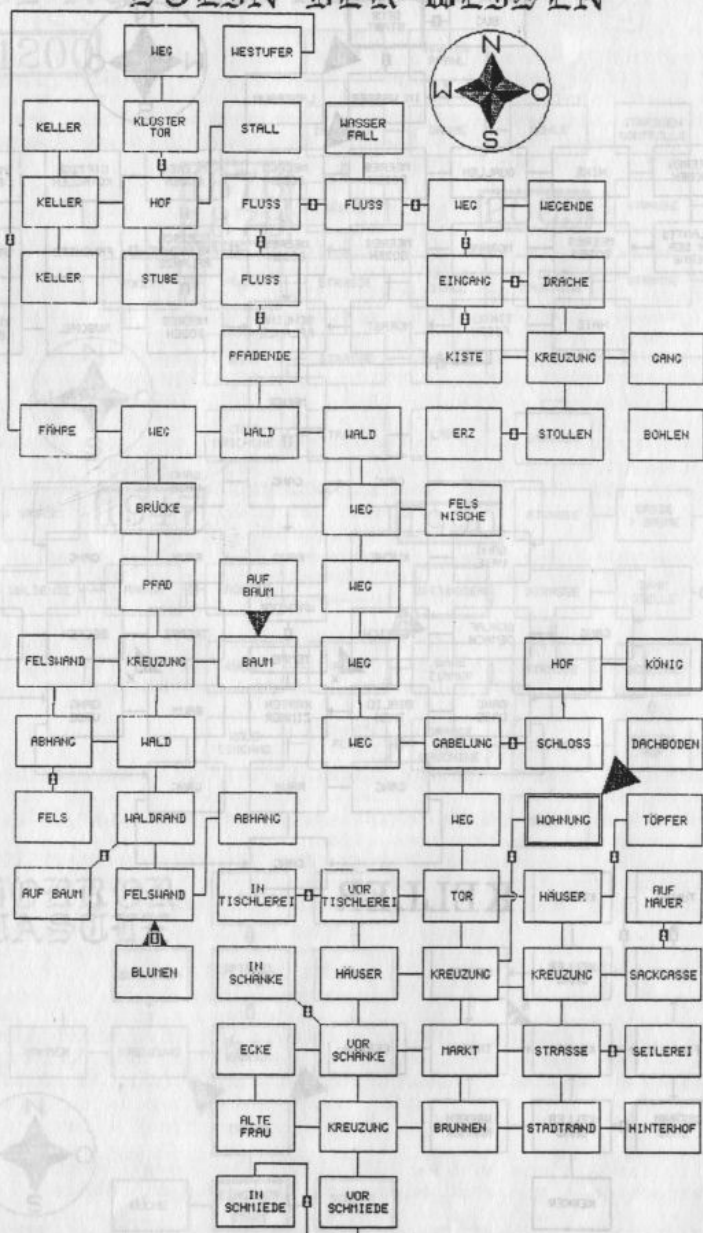 DER WEISEN
WEG
WESTUFER
N
W
O
S
KELLER
KLOSTER
TOR
STALL
WASSER
FALL
KELLER
HOF
FLUSS
FLUSS
WEG
WEGENDE
KELLER
STUBE
FLUSS
EINGANG
DRACHE
PFADENDE
KISTE
KREUZUNG
GANG
FÄHRE
WEG
WALD
WALD
ERZ
STOLLEN
BOHLEN
BRÜCKE
WEG
FELS
NISCHE
PFAD
AUF
BAUM
WEG
FELSWAND
KREUZUNG
BAUM
WEG
HOF
KÖNIG
ABHANG
WALD
WEG
GABELUNG
SCHLOSS
DACHBODEN
FELS
WALDRAND
ABHANG
WEG
WOHNUNG
TÖPFER
AUF BAUM
FELSWAND
IN
TISCHLEREI
VOR
TISCHLEREI
TOR
HÄUSER
AUF
MAUER
BLUMEN
IN
SCHÄNKE
HÄUSER
KREUZUNG
KREUZUNG
SACKGASSE
ECKE
VOR
SCHÄNKE
MARKT
STRASSE
SEILEREI
ALTE
FRAU
KREUZUNG
BRUNNEN
STADTRAND
HINTERHOF
IN
SCHMIEDE
VOR
SCHMIEDE